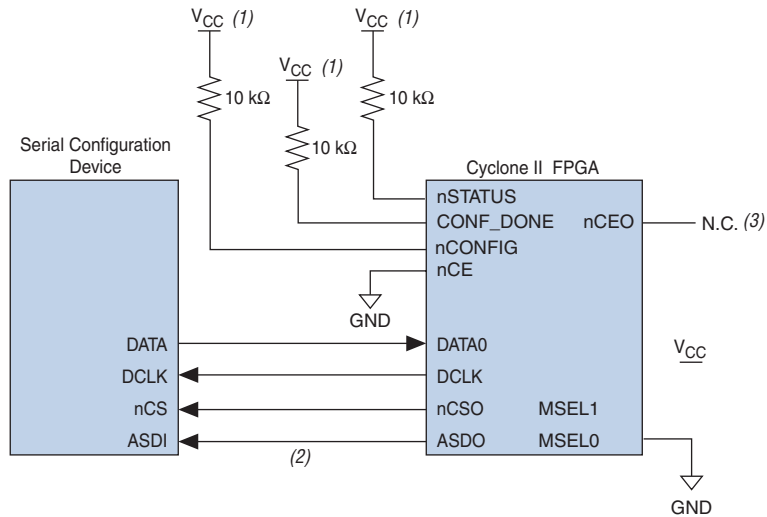 VCC (1)
VCC (1)
VCC (1)
10 kΩ
10 kΩ
10 kΩ
Serial Configuration
Device
DATA
DCLK
nCS
ASDI
(2)
Cyclone II FPGA
nSTATUS
CONF_DONE
nCONFIG
nCE
GND
nCEO
N.C. (3)
DATA0
DCLK
nCSO
ASDO
VCC
MSEL1
MSEL0
GND